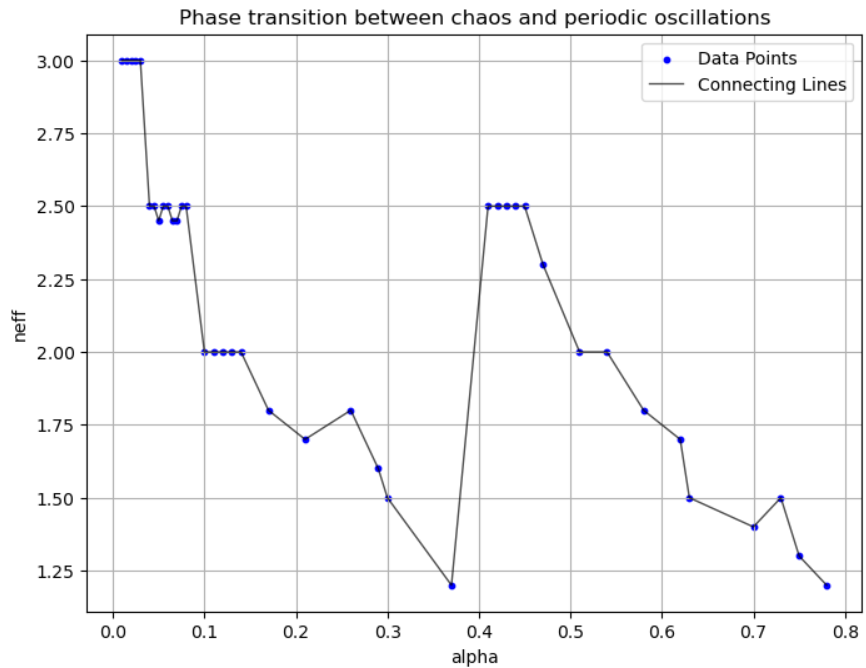 Phase transition between chaos and periodic oscillations
Data Points
Connecting Lines
3.00
2.75
2.50
2.25
2.00
1.75
1.50
1.25
neff
0.0 0.1 0.2 0.3 0.4 0.5 0.6 0.7 0.8
alpha